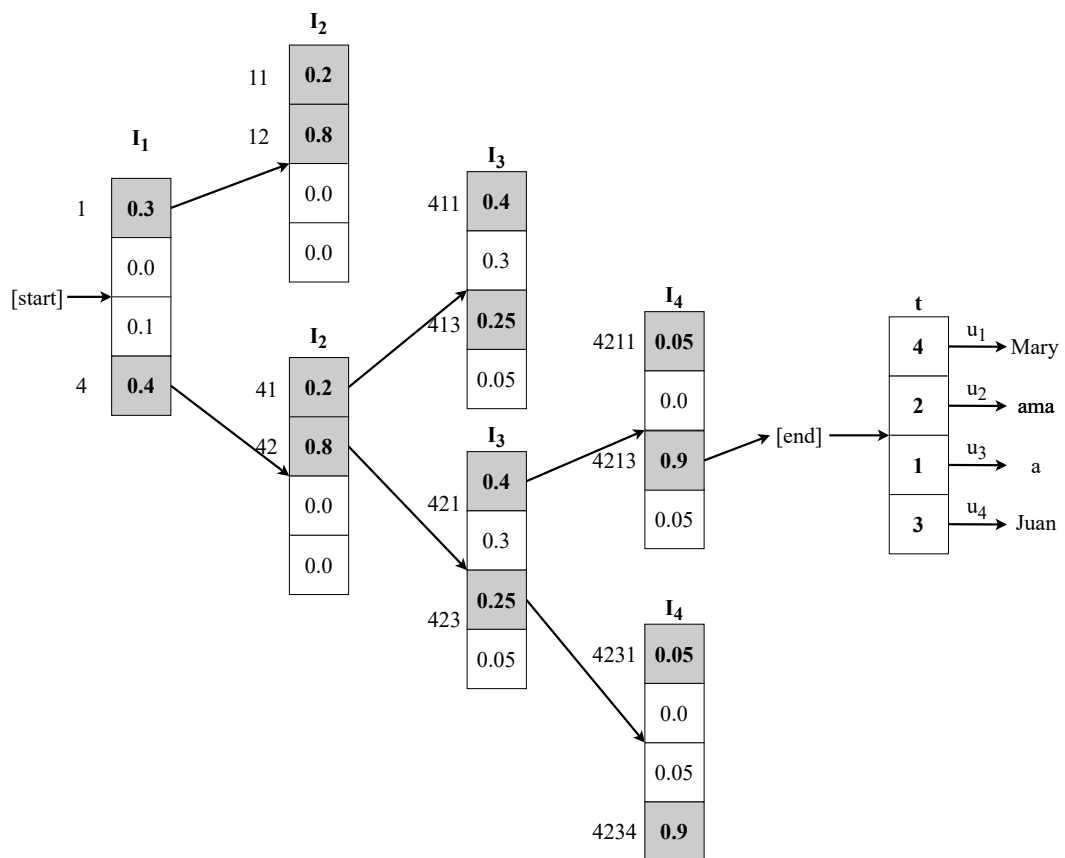 I2
11 0.2
12 0.8
0.0
0.0
I1
1 0.3
0.0
0.1
4 0.4
[start]
I2
41 0.2
42 0.8
0.0
0.0
I3
411 0.4
0.3
413 0.25
0.05
I3
421 0.4
0.3
423 0.25
0.05
I4
4211 0.05
0.0
4213 0.9
0.05
I4
4231 0.05
0.0
0.05
4234 0.9
[end]
t
4 u1 Mary
2 u2 ama
1 u3 a
3 u4 Juan